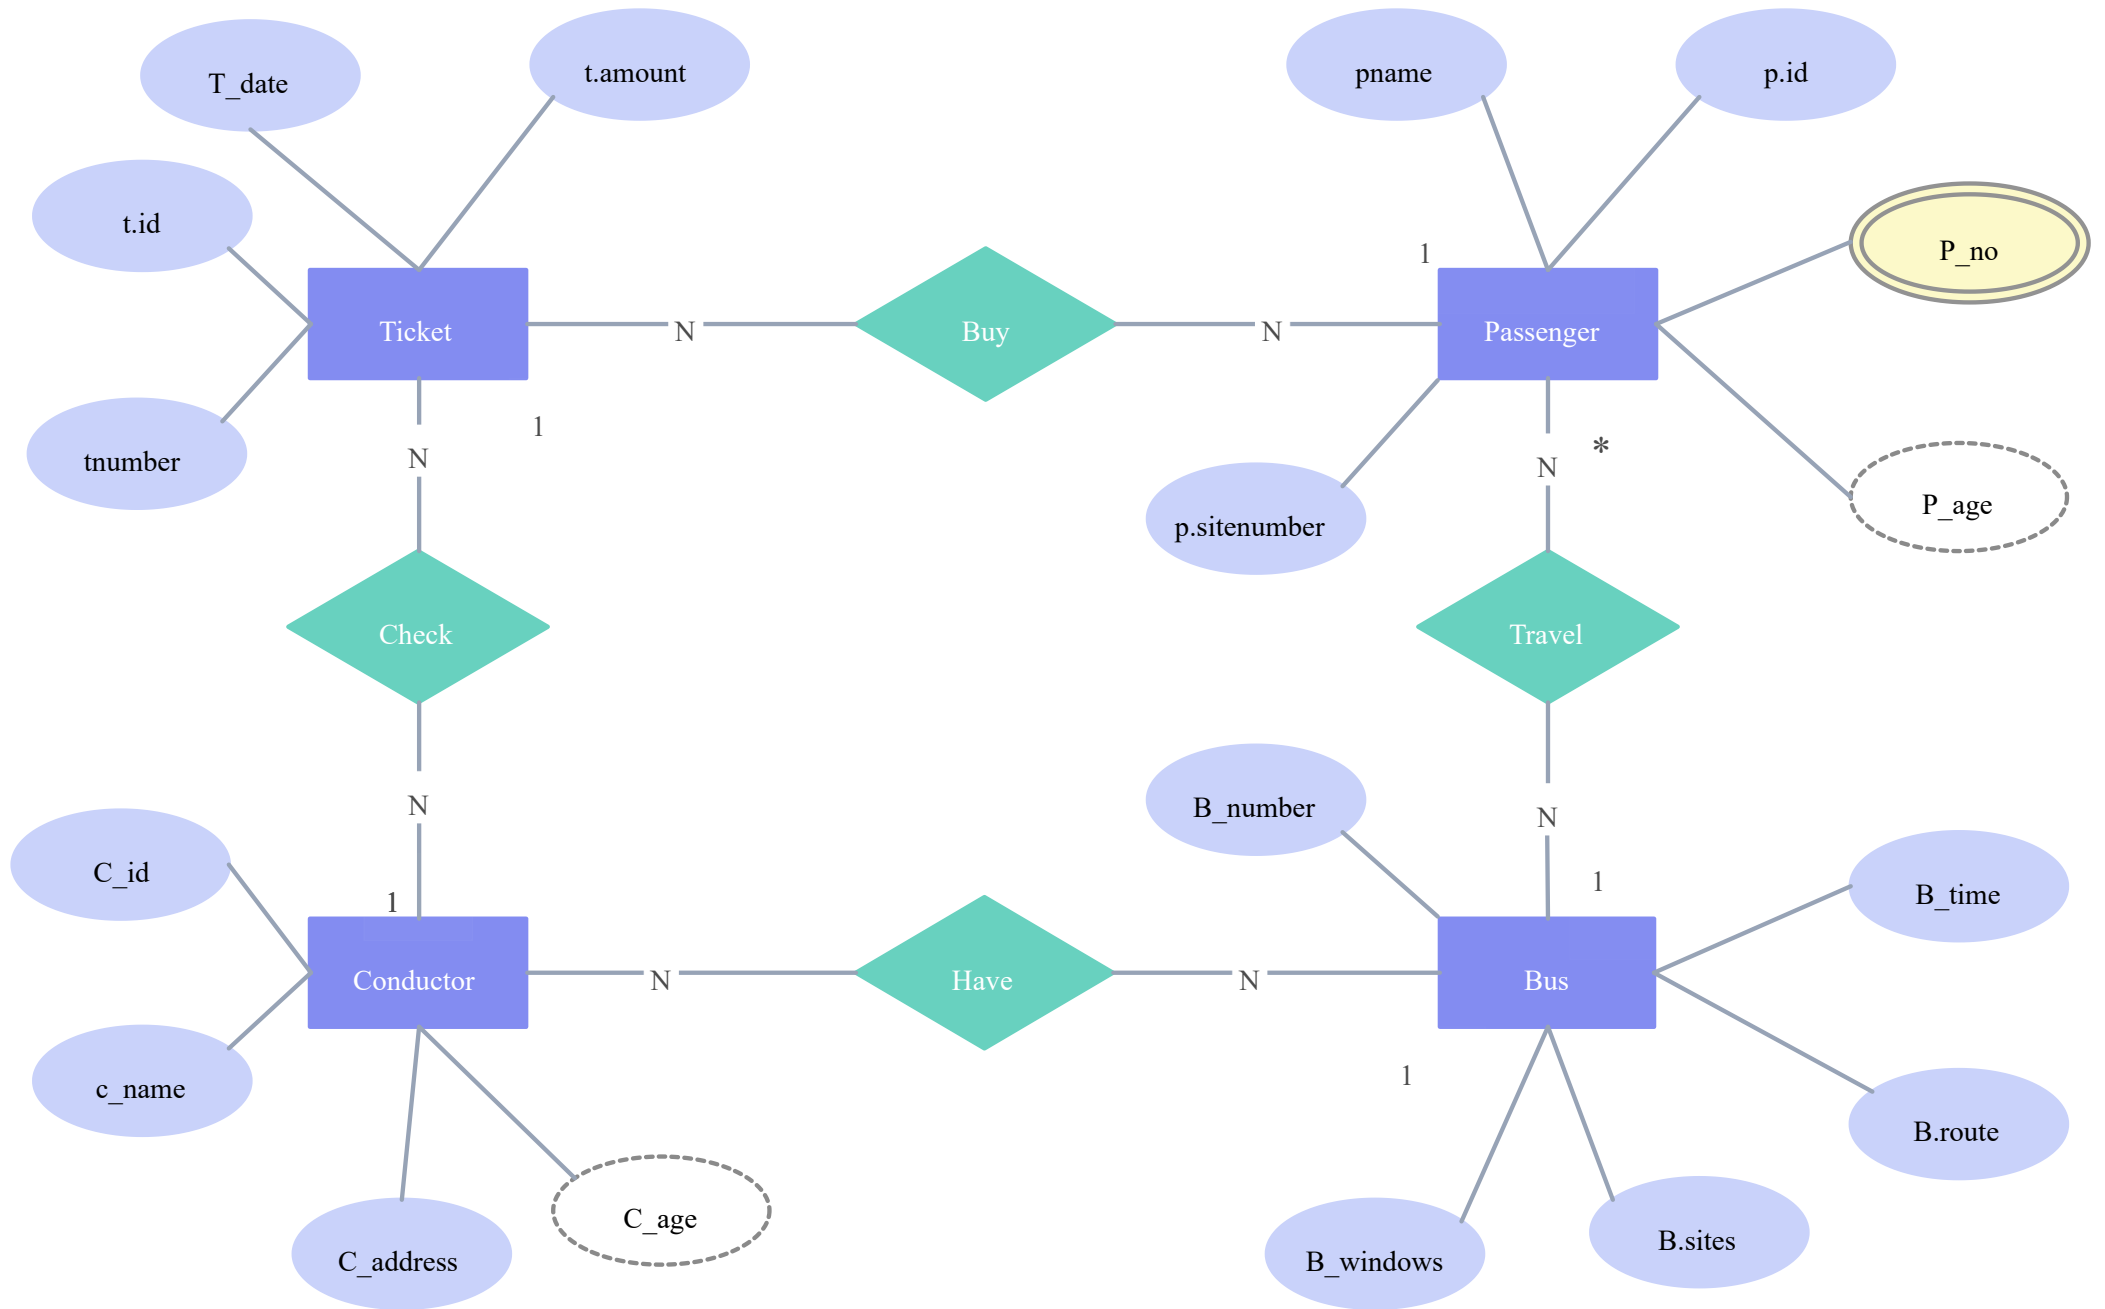 T_date
t.amount
pname
p.id
t.id
P_no
1
Ticket
N
Buy
N
Passenger
1
*
tnumber
N
N
P_age
p.sitenumber
Check
Travel
N
B_number
N
C_id
1
1
B_time
Conductor
N
Have
N
Bus
c_name
1
B.route
C_address
C_age
B_windows
B.sites